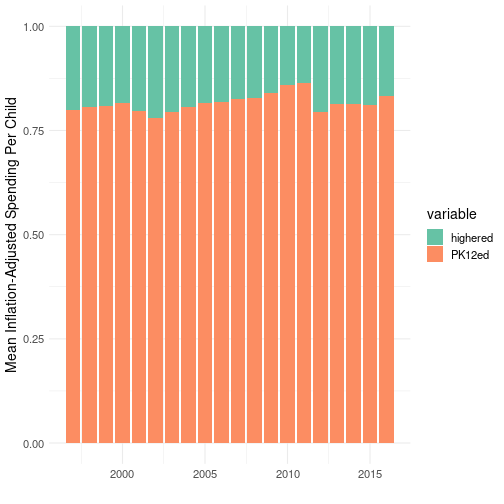 Mean Inflation-Adjusted Spending Per Child
1.00
0.75
0.50
0.25
0.00
2000 2005 2010 2015
variable
highered
PK12ed